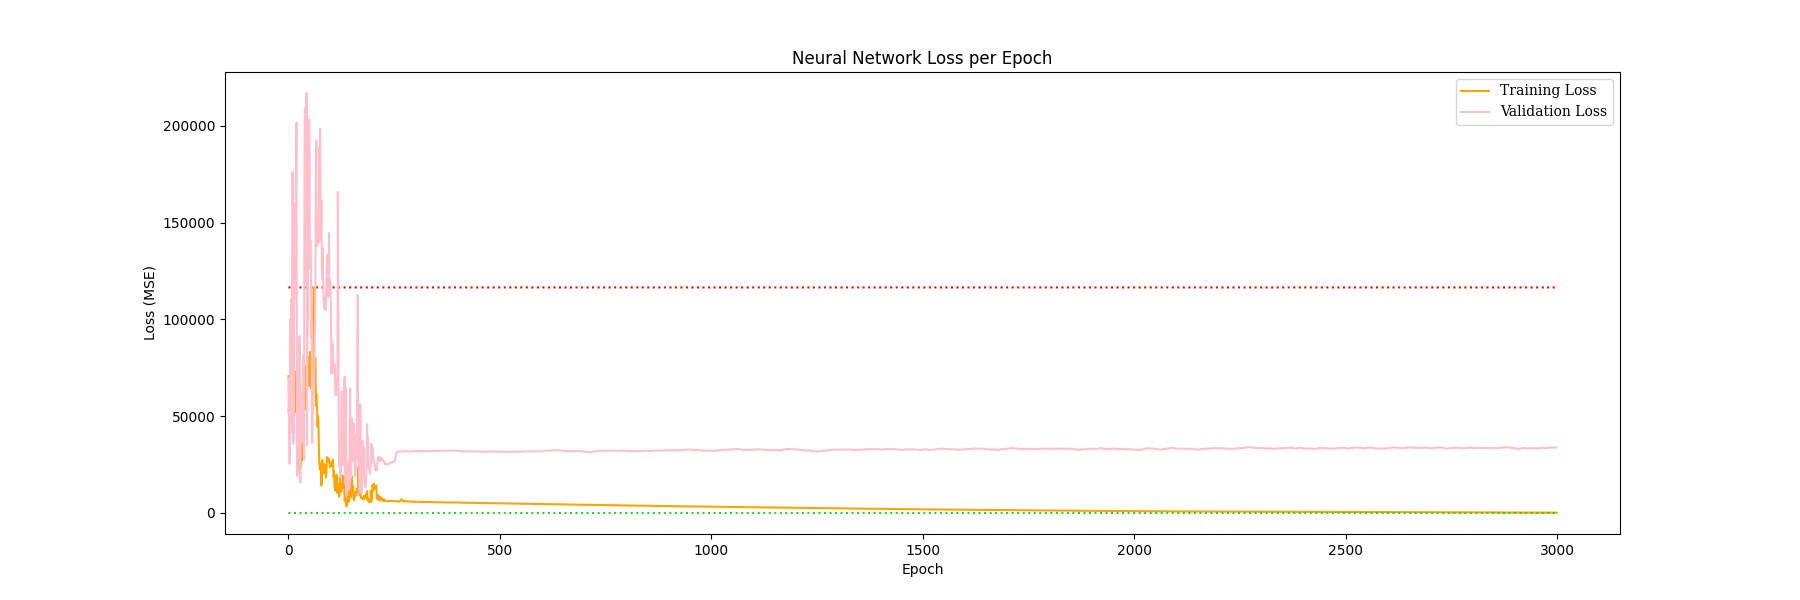 Neural Network Loss per Epoch
Training Loss
Validation Loss
200000
150000
100000
50000
0
Loss (MSE)
0 500 1000 1500 2000 2500 3000
Epoch